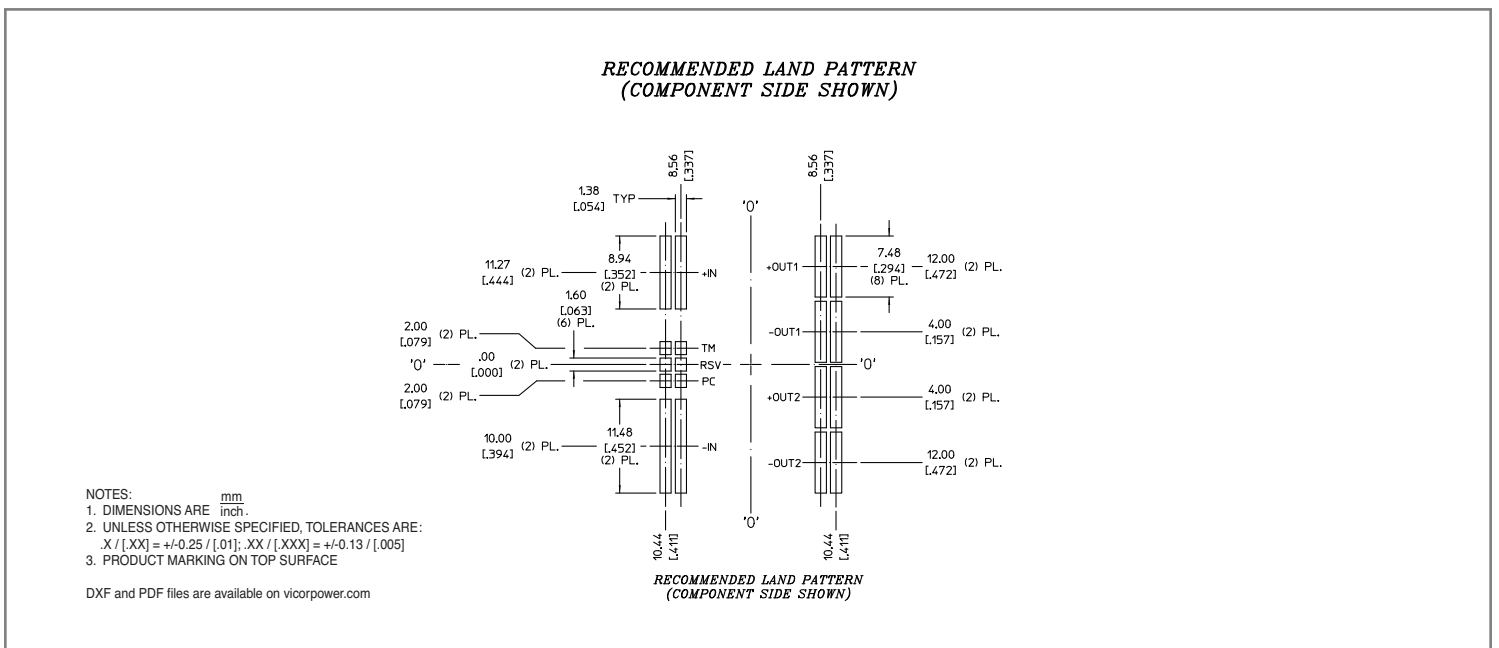 RECOMMENDED LAND PATTERN
(COMPONENT SIDE SHOWN)
8.56
[.337]
8.56
[.337]
1.38
[.054]
TYP
'0'
11.27
[.444]
(2) PL.
8.94
[.352]
(2) PL.
+IN
+OUT1
7.48
[.294]
(8) PL.
12.00
[.472]
(2) PL.
1.60
[.063]
(6) PL.
2.00
[.079]
(2) PL.
TM
-OUT1
4.00
[.157]
(2) PL.
'0'
.00
[.000]
(2) PL.
RSV
'0'
2.00
[.079]
(2) PL.
PC
+OUT2
4.00
[.157]
(2) PL.
10.00
[.394]
(2) PL.
11.48
[.452]
(2) PL.
-IN
-OUT2
12.00
[.472]
(2) PL.
'0'
10.44
[.411]
10.44
[.411]
RECOMMENDED LAND PATTERN
(COMPONENT SIDE SHOWN)
NOTES:
1. DIMENSIONS ARE mm
inch.
2. UNLESS OTHERWISE SPECIFIED, TOLERANCES ARE:
.X / [.XX] = +/-0.25 / [.01]; .XX / [.XXX] = +/-0.13 / [.005]
3. PRODUCT MARKING ON TOP SURFACE
DXF and PDF files are available on vicorpower.com